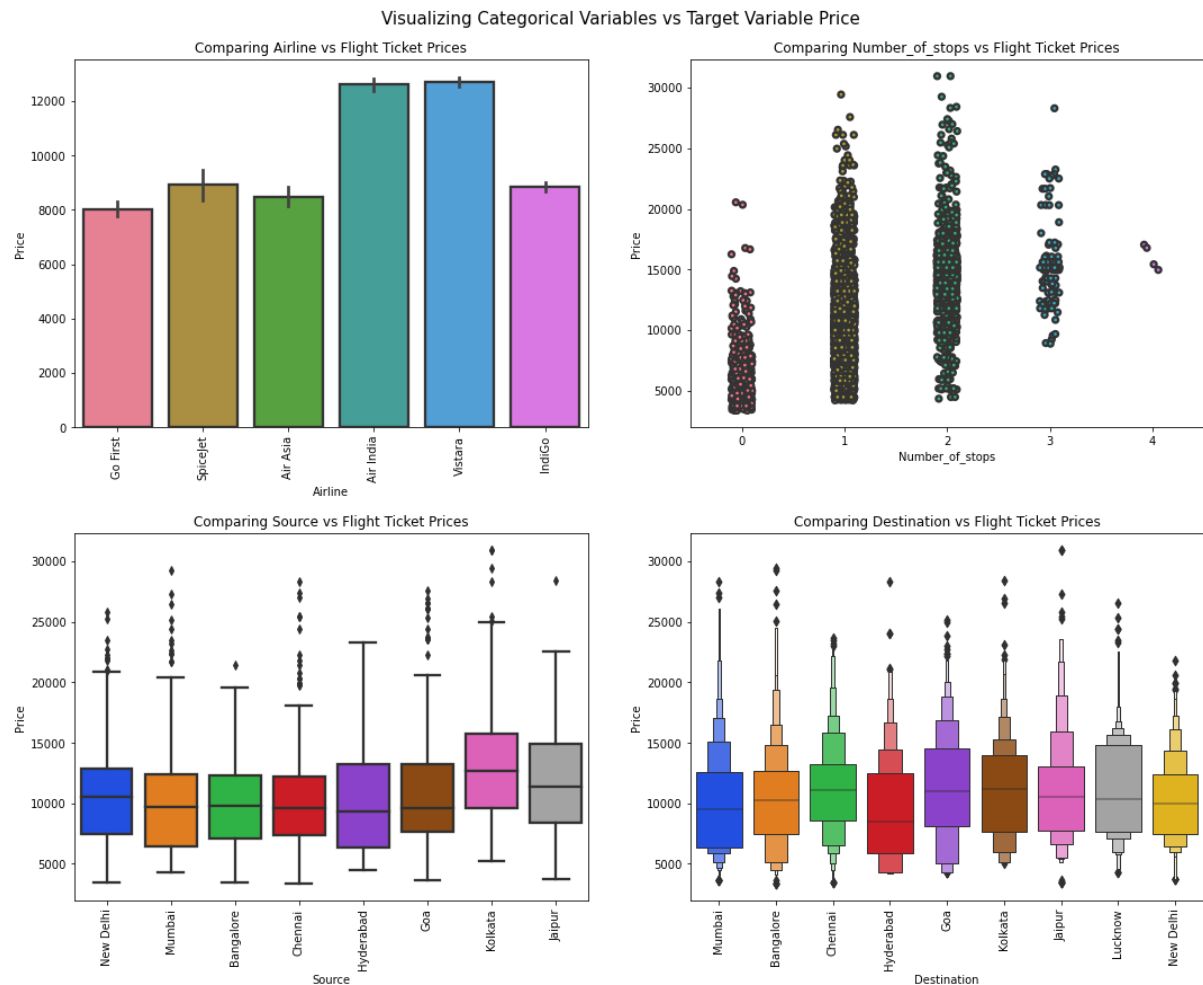 Visualizing Categorical Variables vs Target Variable Price
Comparing Airline vs Flight Ticket Prices
Price
12000
10000
8000
6000
4000
2000
0
Go First
SpiceJet
Air Asia
Air India
Vistara
IndiGo
Airline
Comparing Number_of_stops vs Flight Ticket Prices
Price
30000
25000
20000
15000
10000
5000
0
1
2
3
4
Number_of_stops
Comparing Source vs Flight Ticket Prices
Price
30000
25000
20000
15000
10000
5000
New Delhi
Mumbai
Bangalore
Chennai
Hyderabad
Goa
Kolkata
Jaipur
Source
Comparing Destination vs Flight Ticket Prices
Price
30000
25000
20000
15000
10000
5000
Mumbai
Bangalore
Chennai
Hyderabad
Goa
Kolkata
Jaipur
Lucknow
New Delhi
Destination